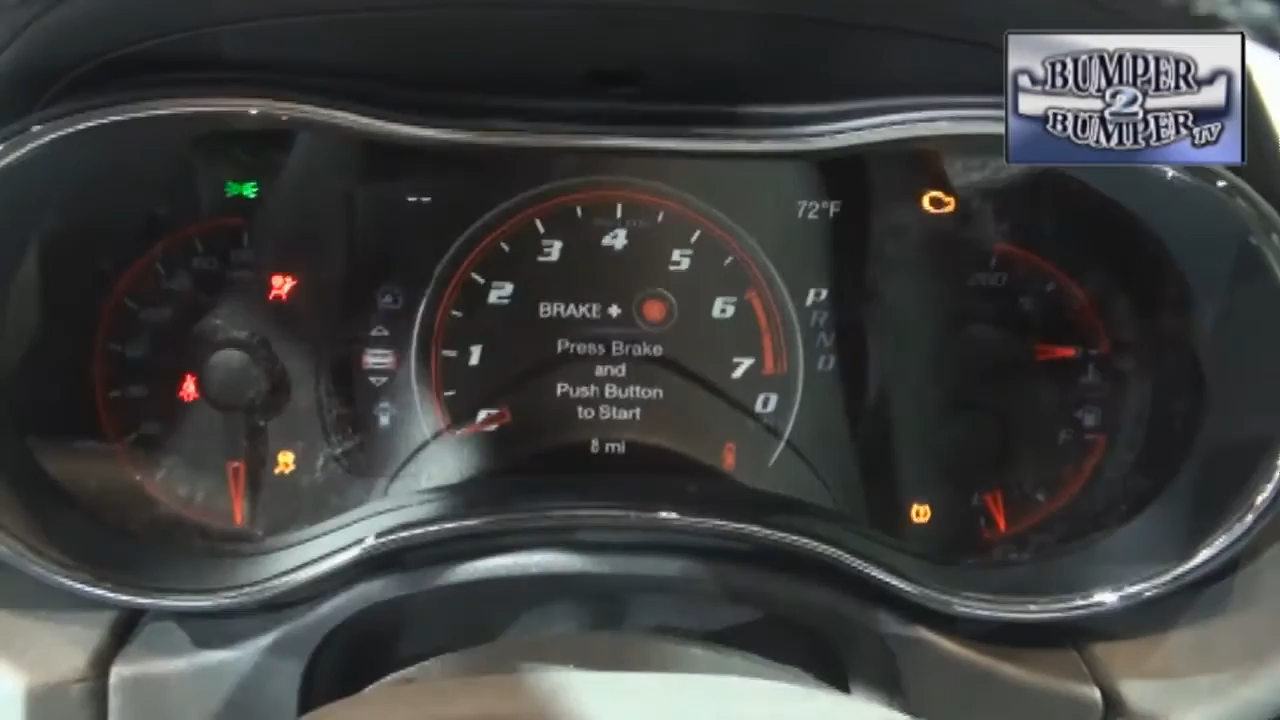 BUMPER
2
BUMPER TV
--
72°F
1
2
3
4
5
6
7
0
BRAKE +
Press Brake
and
Push Button
to Start
8 mi
P
R
N
D
F